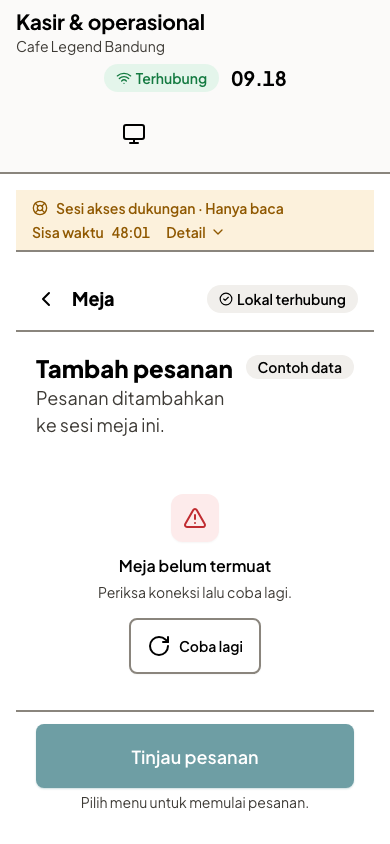 Kasir & operasional
Cafe Legend Bandung
Terhubung 09.18
Sesi akses dukungan · Hanya baca
Sisa waktu 48:01 Detail
Meja
Lokal terhubung
Tambah pesanan
Contoh data
Pesanan ditambahkan
ke sesi meja ini.
Meja belum termuat
Periksa koneksi lalu coba lagi.
Coba lagi
Tinjau pesanan
Pilih menu untuk memulai pesanan.